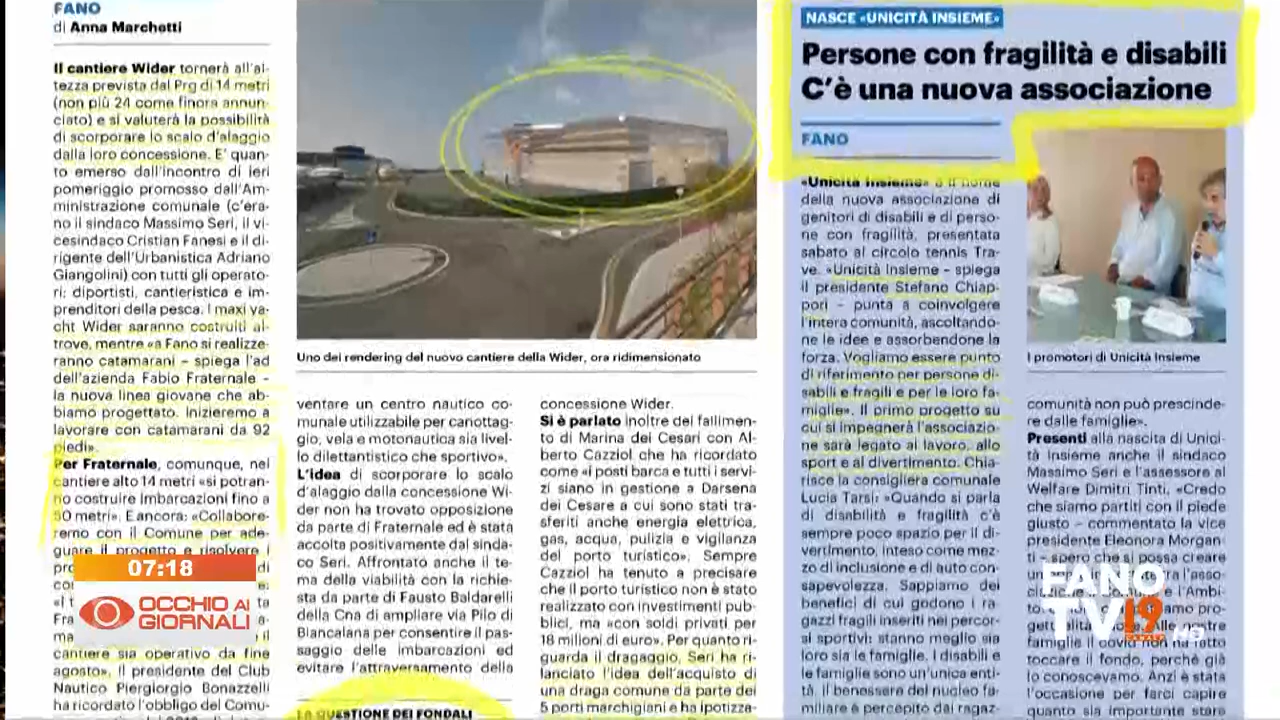 FANO
di Anna Marchetti
Il cantiere Wider tornerà all'al-
tezza prevista dal Prg di 14 metri
(non più 24 come finora annun-
ciato) e si valuterà la possibilità
di scorporare lo scalo d'alaggio
dalla loro concessione. E' quan-
to emerso dall'incontro di ieri
pomeriggio promosso dall'Am-
ministrazione comunale (c'era-
no il sindaco Massimo Seri, il vi-
cesindaco Cristian Fanesi e il di-
rigente dell'Urbanistica Adriano
Giangolini) con tutti gli operato-
ri: diportisti, cantieristica e im-
prenditori della pesca. I maxi ya-
cht Wider saranno costruiti al-
trove, mentre «a Fano si realizze-
ranno catamarani – spiega l'ad
dell'azienda Fabio Fraternale –
la nuova linea giovane che ab-
biamo progettato. Inizieremo a
lavorare con catamarani da 92
piedi».
Per Fraternale, comunque, nel
cantiere alto 14 metri «si potran-
no costruire imbarcazioni fino a
50 metri». E ancora: «Collabore-
remo con il Comune per ade-
guare il progetto e risolvere i
cantiere sia operativo da fine
agosto». Il presidente del Club
Nautico Piergiorgio Bonazzelli
ha ricordato l'obbligo del Comu-
07:18
OCCHIO AI
GIORNALI
Uno dei rendering del nuovo cantiere della Wider, ora ridimensionato
ventare un centro nautico co-
munale utilizzabile per canottag-
gio, vela e motonautica sia livel-
lo dilettantistico che sportivo».
L'idea di scorporare lo scalo
d'alaggio dalla concessione Wi-
der non ha trovato opposizione
da parte di Fraternale ed è stata
accolta positivamente dal sinda-
co Seri. Affrontato anche il te-
ma della viabilità con la richie-
sta da parte di Fausto Baldarelli
della Cna di ampliare via Pilo di
Blancalana per consentire il pas-
saggio delle imbarcazioni ed
evitare l'attraversamento della
LA QUESTIONE DEI FONDALI
concessione Wider.
Si è parlato inoltre del fallimen-
to di Marina dei Cesari con Al-
berto Cazziol che ha ricordato
come «i posti barca e tutti i servi-
zi siano in gestione a Darsena
dei Cesare a cui sono stati tra-
sferiti anche energia elettrica,
gas, acqua, pulizia e vigilanza
del porto turistico». Sempre
Cazziol ha tenuto a precisare
che il porto turistico non è stato
realizzato con investimenti pub-
blici, ma «con soldi privati per
18 milioni di euro». Per quanto ri-
guarda il dragaggio, Seri ha ri-
lanciato l'idea dell'acquisto di
una draga comune da parte dei
5 porti marchigiani e ha ipotizza-
NASCE «UNICITÀ INSIEME»
Persone con fragilità e disabili
C'è una nuova associazione
FANO
«Unicità Insieme» è il nome
della nuova associazione di
genitori di disabili e di perso-
ne con fragilità, presentata
sabato al circolo tennis Tra-
ve. «Unicità Insieme – spiega
il presidente Stefano Chiap-
pori – punta a coinvolgere
l'intera comunità, ascoltando-
ne le idee e assorbendone la
forza. Vogliamo essere punto
di riferimento per persone di-
sabili e fragili e per le loro fa-
miglie». Il primo progetto su
cui si impegnerà l'associazio-
ne sarà legato al lavoro, allo
sport e al divertimento. Chia-
risce la consigliera comunale
Lucia Tarsi: «Quando si parla
di disabilità e fragilità c'è
sempre poco spazio per il di-
vertimento, inteso come mez-
zo di inclusione e di auto con-
sapevolezza. Sappiamo dei
benefici di cui godono i ra-
gazzi fragili inseriti nei percor-
si sportivi: stanno meglio sia
loro sia le famiglie. I disabili e
le famiglie sono un'unica enti-
tà. Il benessere del nucleo fa-
miliare è percepito dai ragaz-
I promotori di Unicità Insieme
comunità non può prescinde-
re dalle famiglie».
Presenti alla nascita di Unici-
tà Insieme anche il sindaco
Massimo Seri e l'assessore al
Welfare Dimitri Tinti. «Credo
che siamo partiti con il piede
giusto – commentato la vice
presidente Eleonora Morgan-
ti – spero che si possa creare
famiglie il covid non ha fatto
toccare il fondo, perché già
lo conoscevamo. Anzi è stata
l'occasione per farci capire
quanto sia importante stare
FANO
TV 19
CANALE
HD